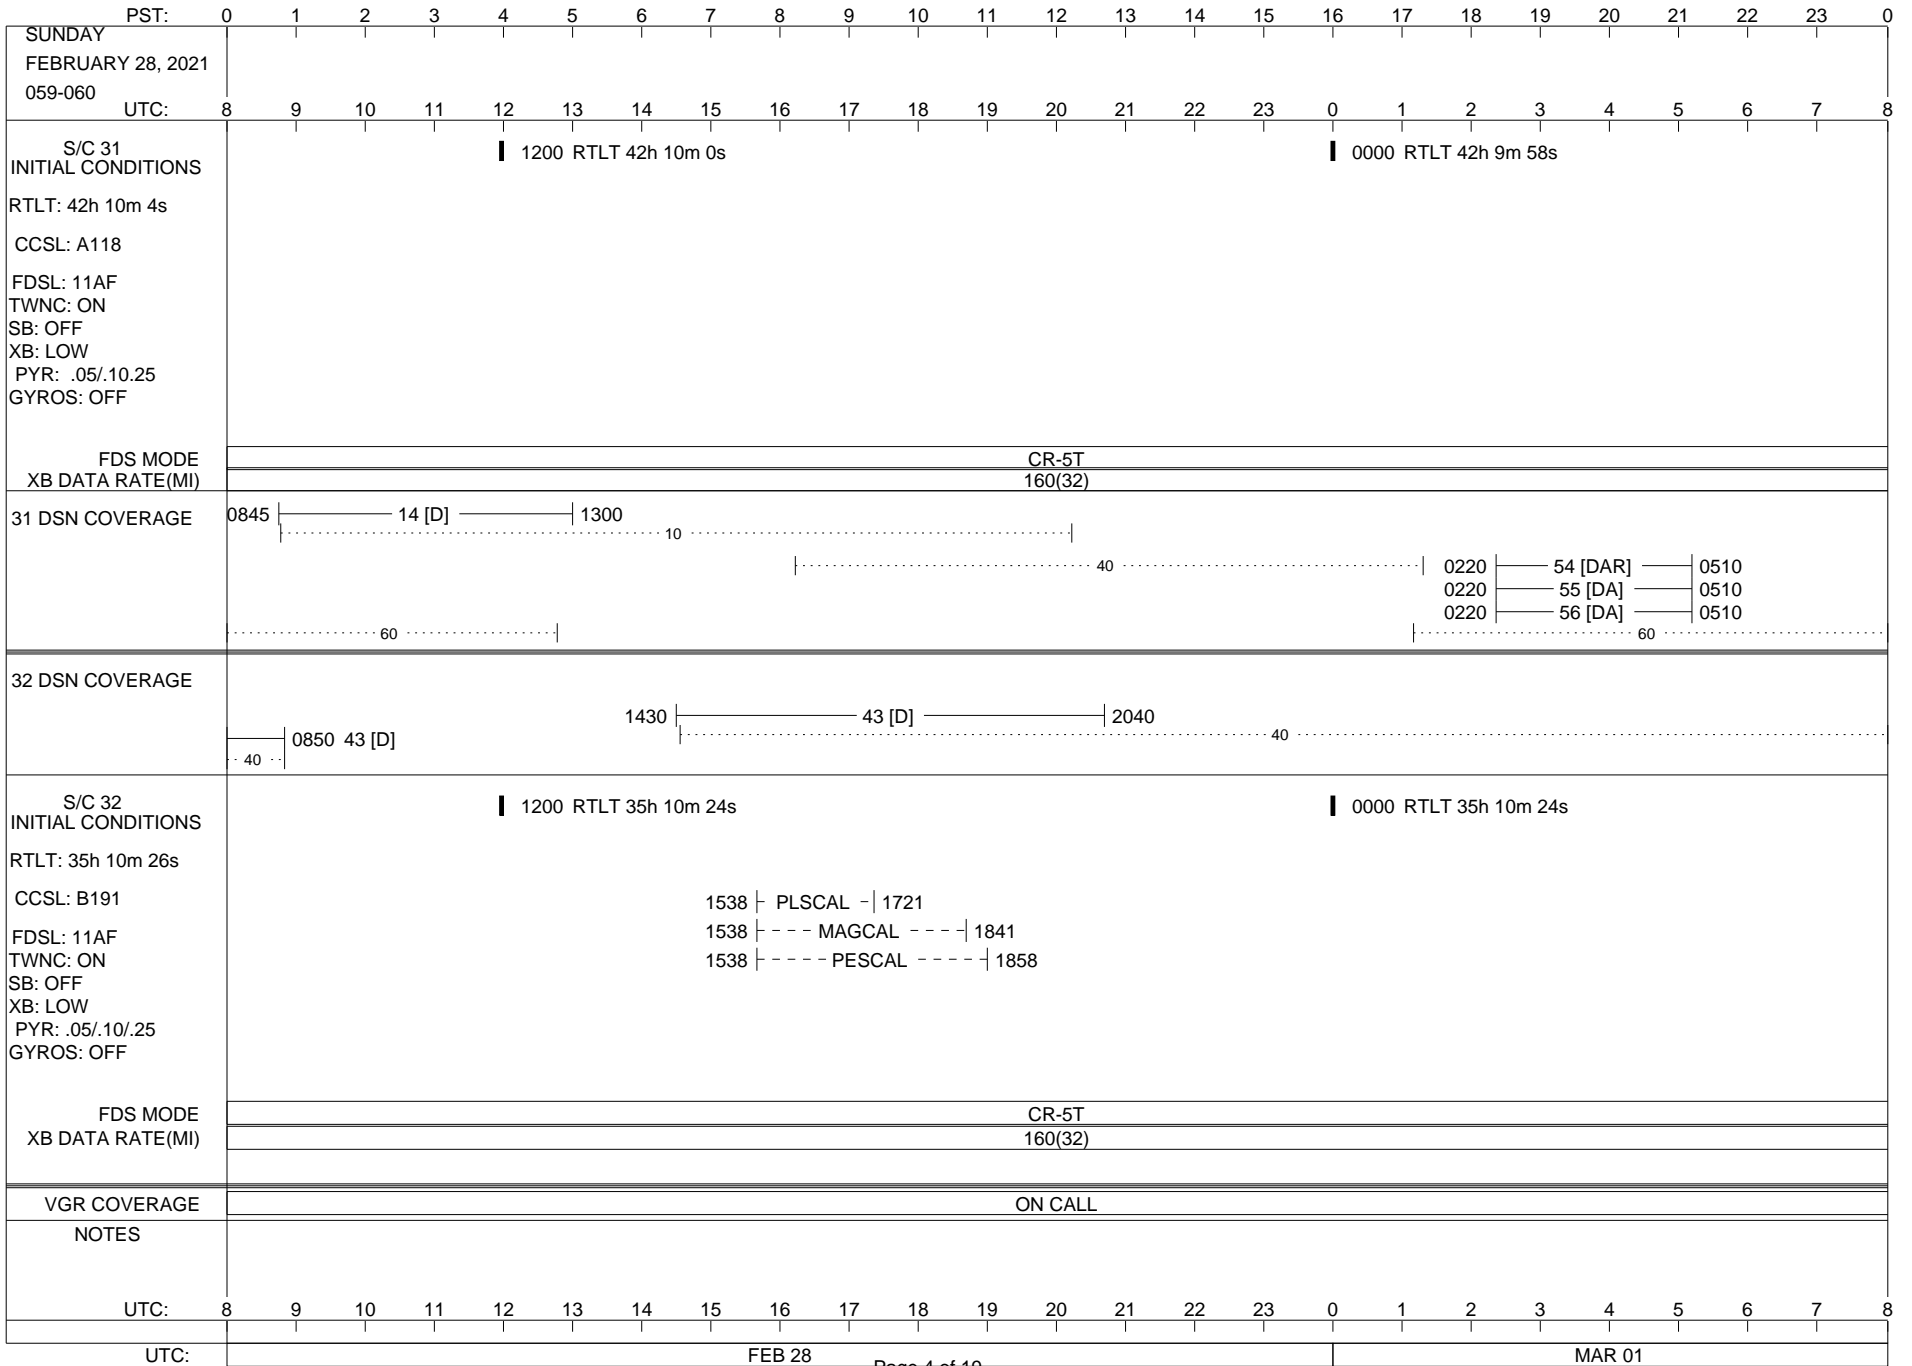 PST: 0 1 2 3 4 5 6 7 8 9 10 11 12 13 14 15 16 17 18 19 20 21 22 23 0
SUNDAY
FEBRUARY 28, 2021
059-060
UTC: 8 9 10 11 12 13 14 15 16 17 18 19 20 21 22 23 0 1 2 3 4 5 6 7 8
S/C 31
INITIAL CONDITIONS
1200 RTLT 42h 10m 0s 0000 RTLT 42h 9m 58s
RTLT: 42h 10m 4s
CCSL: A118
FDSL: 11AF
TWNC: ON
SB: OFF
XB: LOW
PYR: .05/.10.25
GYROS: OFF
FDS MODE CR-5T
XB DATA RATE(MI) 160(32)
31 DSN COVERAGE 0845 14 [D] 1300
10
40 0220 54 [DAR] 0510
0220 55 [DA] 0510
0220 56 [DA] 0510
60 60
32 DSN COVERAGE
1430 43 [D] 2040
0850 43 [D] 40
40
S/C 32
INITIAL CONDITIONS
1200 RTLT 35h 10m 24s 0000 RTLT 35h 10m 24s
RTLT: 35h 10m 26s
CCSL: B191 1538 PLSCAL 1721
1538 MAGCAL 1841
FDSL: 11AF
TWNC: ON 1538 PESCAL 1858
SB: OFF
XB: LOW
PYR: .05/.10/.25
GYROS: OFF
FDS MODE CR-5T
XB DATA RATE(MI) 160(32)
VGR COVERAGE ON CALL
NOTES
UTC: 8 9 10 11 12 13 14 15 16 17 18 19 20 21 22 23 0 1 2 3 4 5 6 7 8
UTC: FEB 28 MAR 01
Page 4 of 19